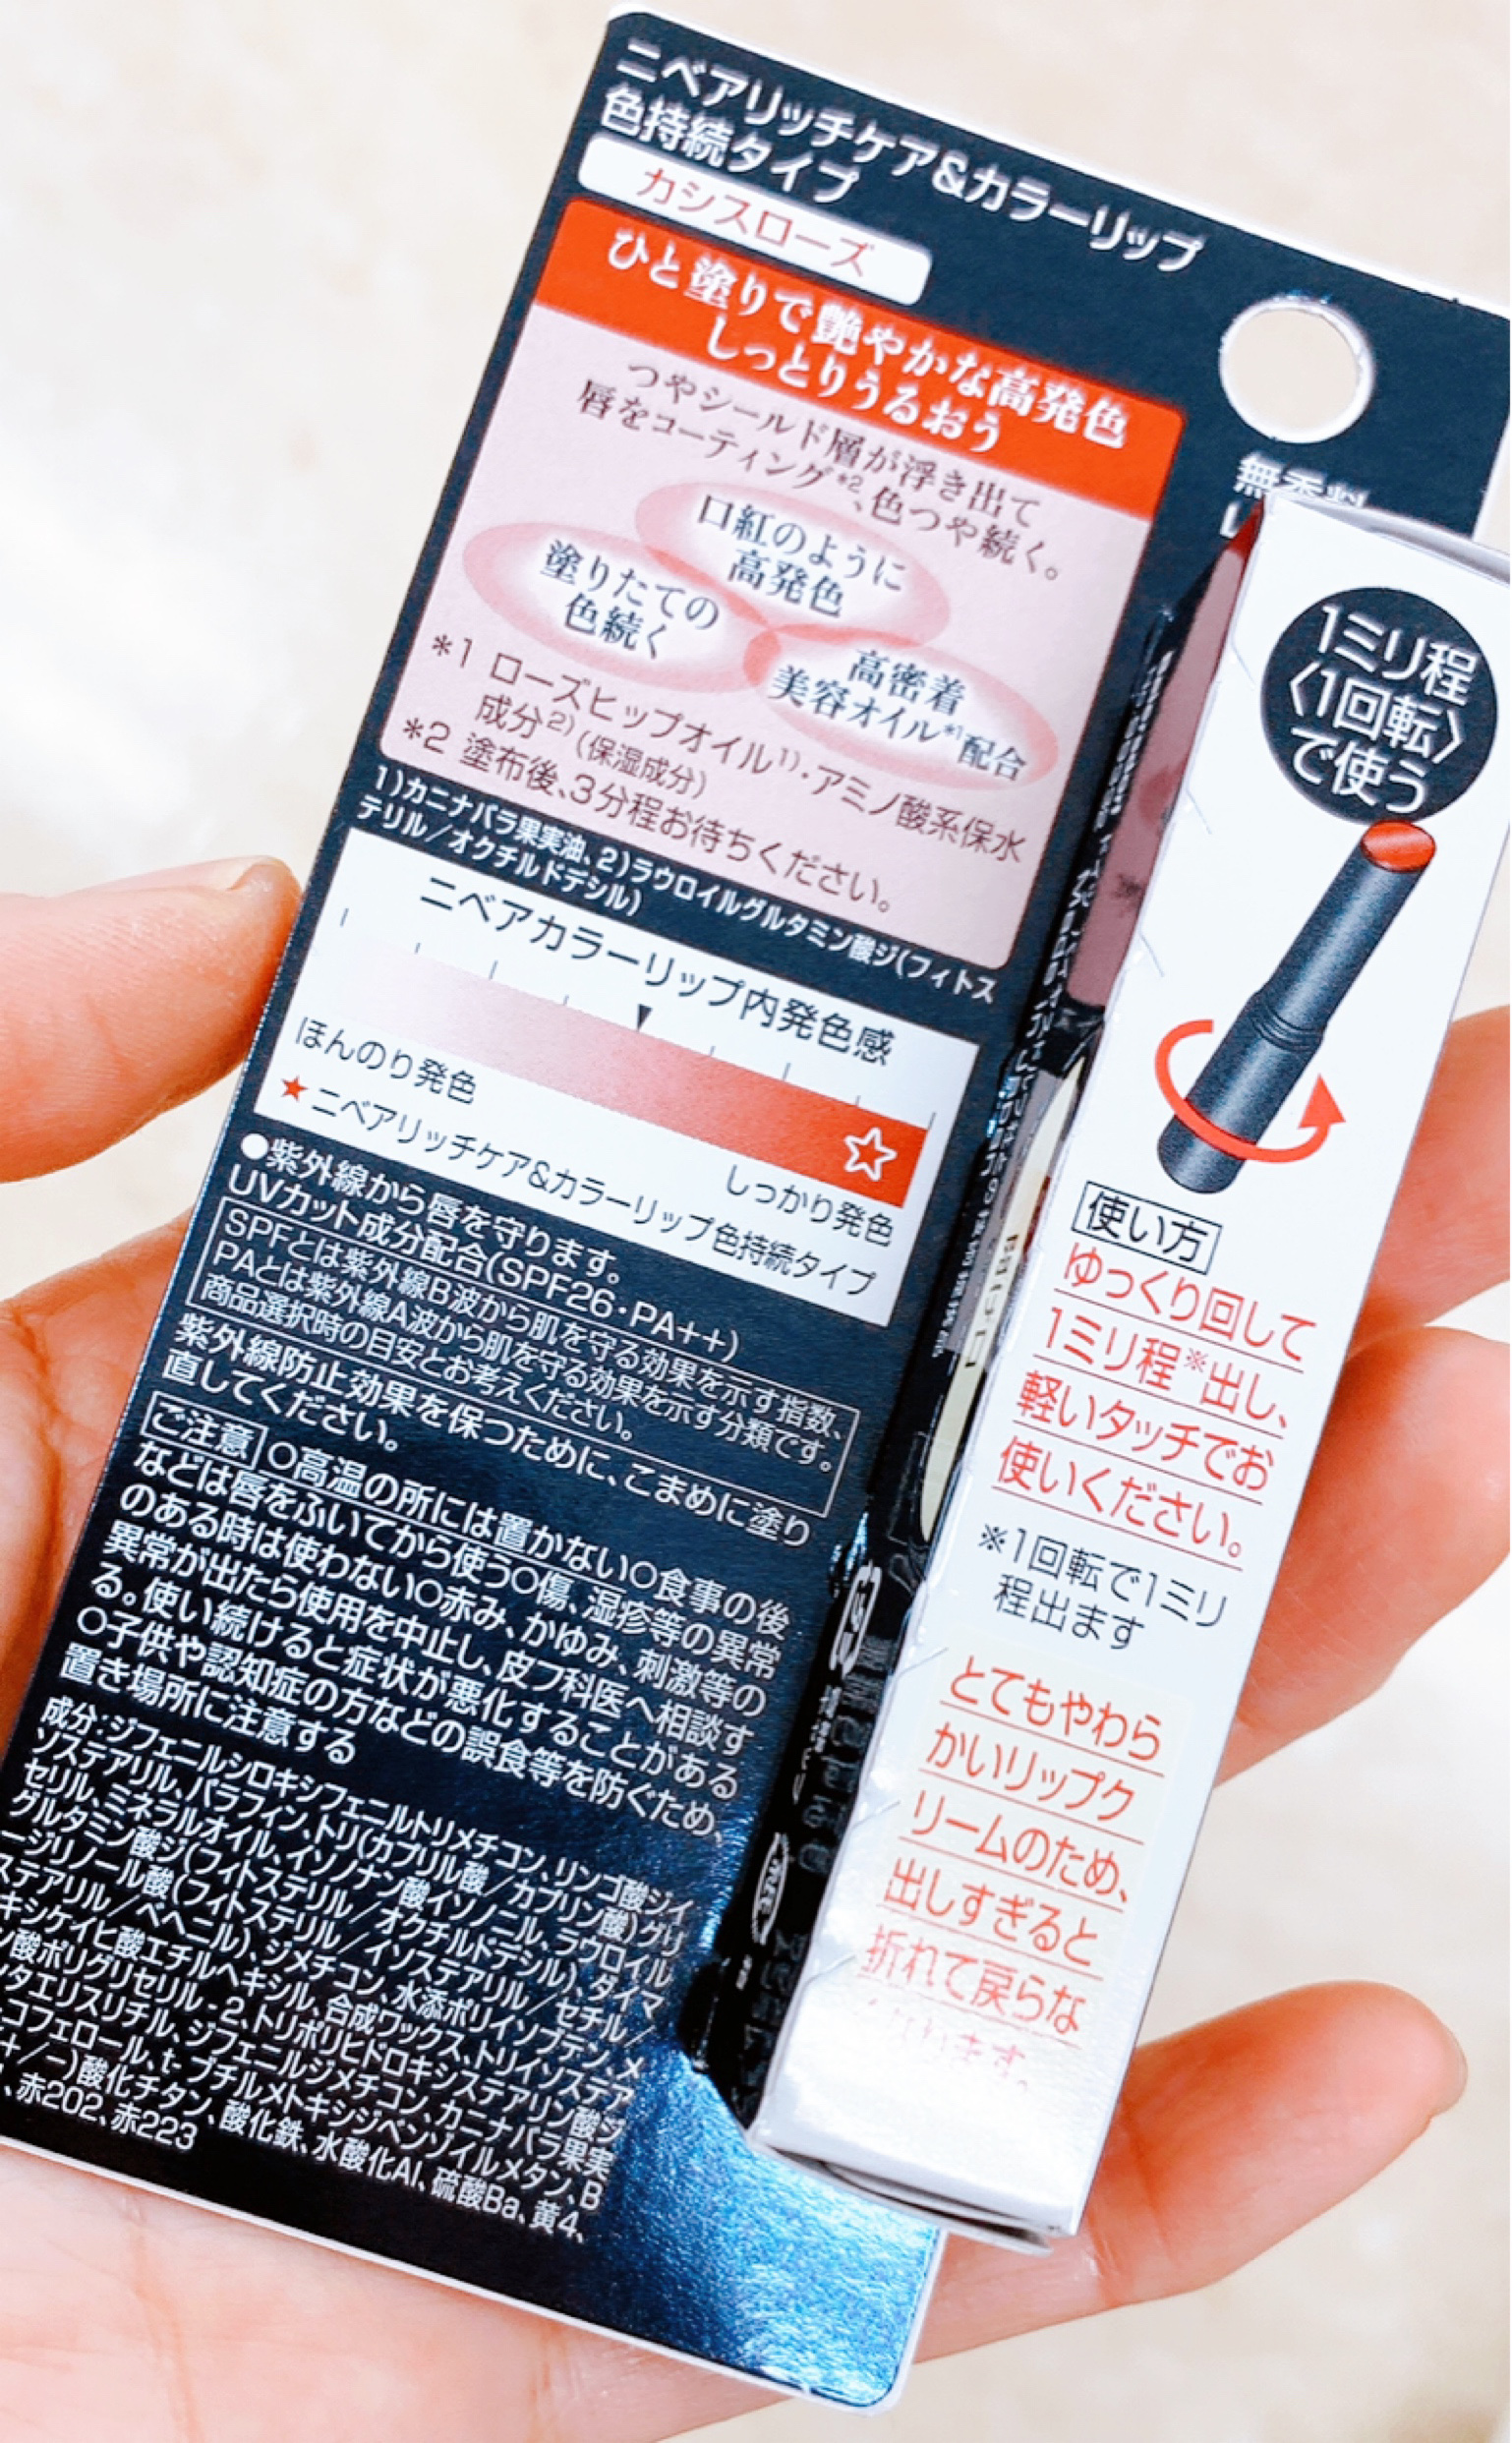 ニベアリッチケア&カラーリップ
色持続タイプ
カシスローズ
ひと塗りで艶やかな高発色
しっとりうるおう
つやシールド層が浮き出て
唇をコーティング*2、色つや続く。
口紅のように
高発色
塗りたての
色続く
高密着
美容オイル*1配合
*1 ローズヒップオイル1)・アミノ酸系保水
成分2)(保湿成分)
*2 塗布後、3分程お待ちください。
1)カニナバラ果実油、2)ラウロイルグルタミン酸ジ(フィトス
テリル/オクチルドデシル)
ニベアカラーリップ内発色感
ほんのり発色
しっかり発色
★ニベアリッチケア&カラーリップ色持続タイプ
●紫外線から唇を守ります。
UVカット成分配合(SPF26・PA++)
SPFとは紫外線B波から肌を守る効果を示す指数、
PAとは紫外線A波から肌を守る効果を示す分類です。
商品選択時の目安とお考えください。
紫外線防止効果を保つために、こまめに塗り
直してください。
ご注意 ○高温の所には置かない○食事の後
などは唇をふいてから使う○傷、湿疹等の異常
のある時は使わない○赤み、かゆみ、刺激等の
異常が出たら使用を中止し、皮フ科医へ相談す
る。使い続けると症状が悪化することがある
○子供や認知症の方などの誤食等を防ぐため、
置き場所に注意する
成分:ジフェニルシロキシフェニルトリメチコン、リンゴ酸ジイ
ソステアリル、パラフィン、トリ(カプリル酸/カプリン酸)グリ
セリル、ミネラルオイル、イソノナン酸イソノニル、ラウロイル
グルタミン酸ジ(フィトステリル/オクチルドデシル)、ダイマ
ージリノール酸(フィトステリル/イソステアリル/セチル/
ステアリル/ベヘニル)、ジメチコン、水添ポリイソブテン、メ
キシケイヒ酸エチルヘキシル、合成ワックス、トリイソステア
ン酸ポリグリセリル-2、トリポリヒドロキシステアリン酸ジ
タエリスリチル、ジフェニルジメチコン、カニナバラ果実
コフェロール、t-ブチルメトキシジベンゾイルメタン、B
+/-)酸化チタン、酸化鉄、水酸化Al、硫酸Ba、黄4、
、赤202、赤223
無香料
1ミリ程
〈1回転〉
で使う
使い方
ゆっくり回して
1ミリ程※出し、
軽いタッチでお
使いください。
※1回転で1ミリ
程出ます
とてもやわら
かいリップク
リームのため、
出しすぎると
折れて戻らな
くなります。